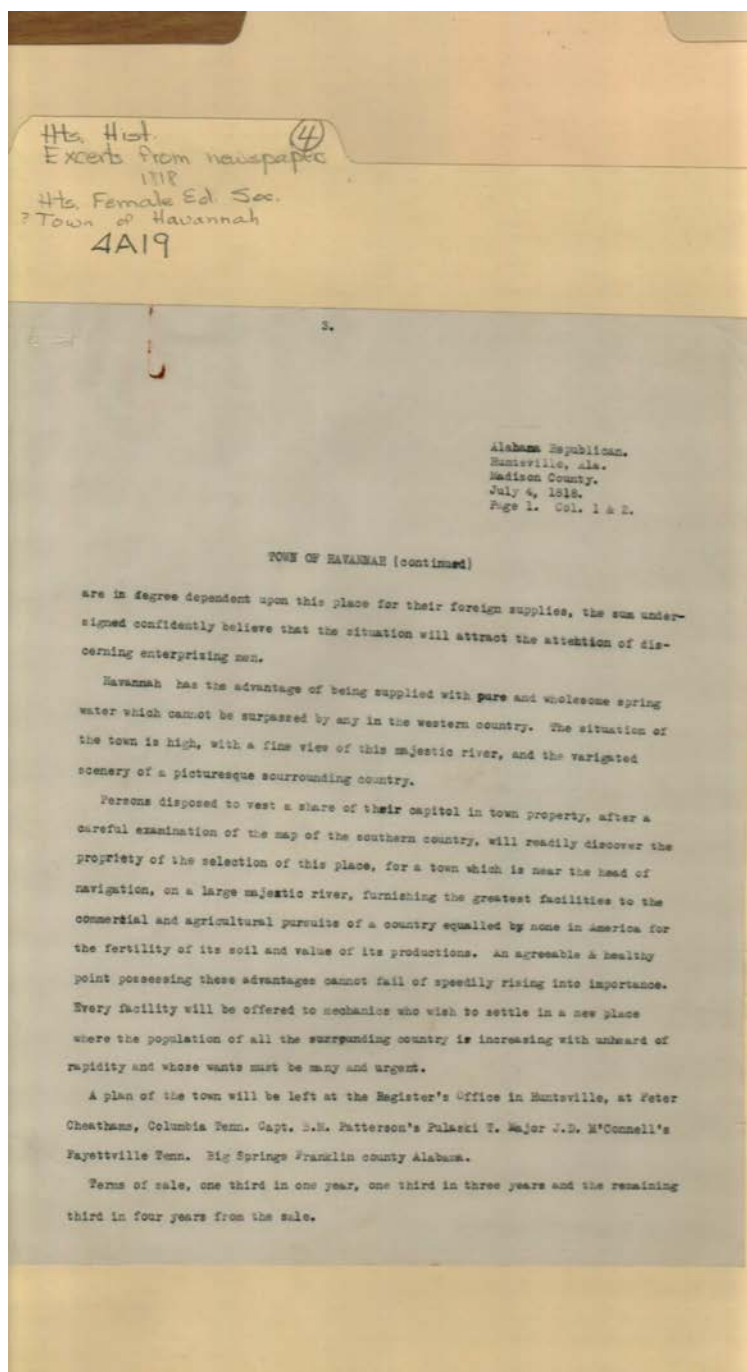 Hts. Hist. (4)
Excerts from newspaper
1818
Hts. Female Ed. Soc.
? Town of Havannah
4A19
3.
Alabama Republican.
Huntsville, Ala.
Madison County.
July 4, 1818.
Page 1. Col. 1 & 2.
TOWN OF HAVANNAH (continued)
are in degree dependent upon this place for their foreign supplies, the sum under-
signed confidently believe that the situation will attract the attention of dis-
cerning enterprizing men.
Havannah has the advantage of being supplied with pure and wholesome spring
water which cannot be surpassed by any in the western country. The situation of
the town is high, with a fine view of this majestic river, and the varigated
scenery of a picturesque sourrounding country.
Persons disposed to vest a share of their capitol in town property, after a
careful examination of the map of the southern country, will readily discover the
propriety of the selection of this place, for a town which is near the head of
navigation, on a large majestic river, furnishing the greatest facilities to the
commercial and agricultural pursuits of a country equalled by none in America for
the fertility of its soil and value of its productions. An agreeable & healthy
point possessing these advantages cannot fail of speedily rising into importance.
Every facility will be offered to mechanics who wish to settle in a new place
where the population of all the surrpunding country is increasing with unheard of
rapidity and whose wants must be many and urgent.
A plan of the town will be left at the Register's Office in Huntsville, at Peter
Cheathams, Columbia Tenn. Capt. B.M. Patterson's Pulaski T. Major J.D. M'Connell's
Fayettville Tenn. Big Springs Franklin county Alabama.
Terms of sale, one third in one year, one third in three years and the remaining
third in four years from the sale.